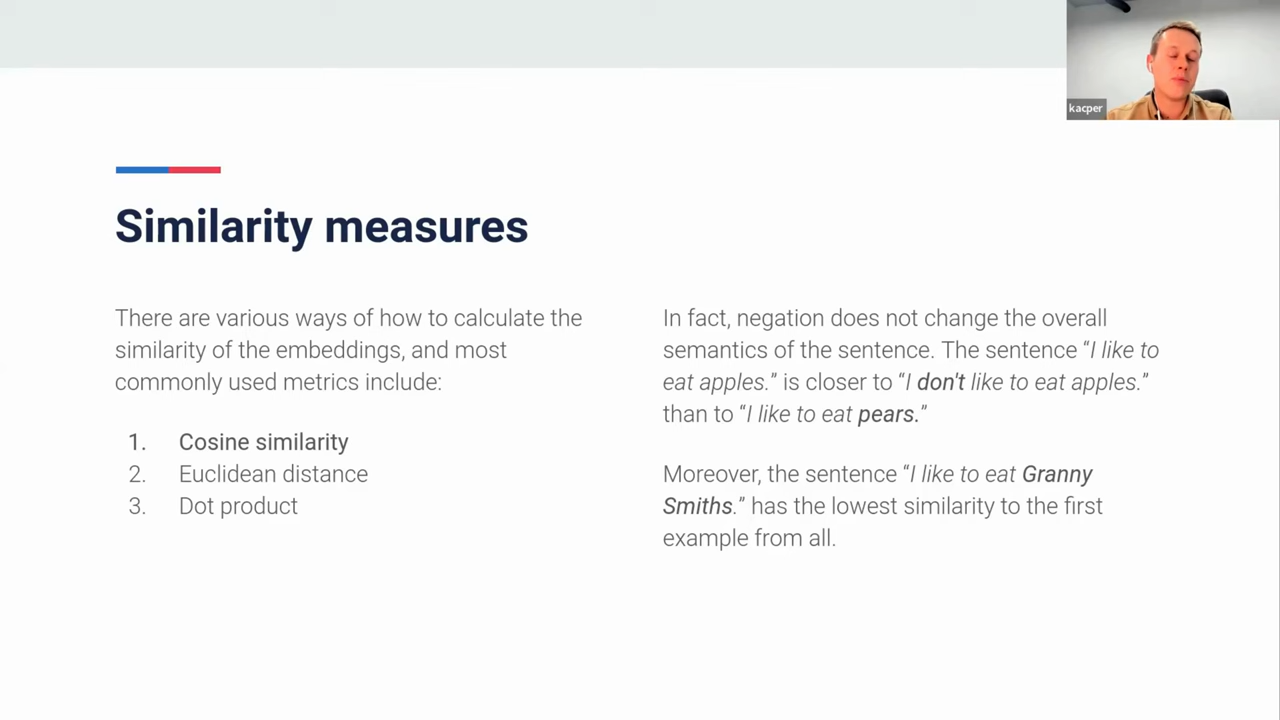 kacper
Similarity measures
There are various ways of how to calculate the
similarity of the embeddings, and most
commonly used metrics include:
1. Cosine similarity
2. Euclidean distance
3. Dot product
In fact, negation does not change the overall
semantics of the sentence. The sentence “I like to
eat apples.” is closer to “I don't like to eat apples.”
than to “I like to eat pears.”
Moreover, the sentence “I like to eat Granny
Smiths.” has the lowest similarity to the first
example from all.